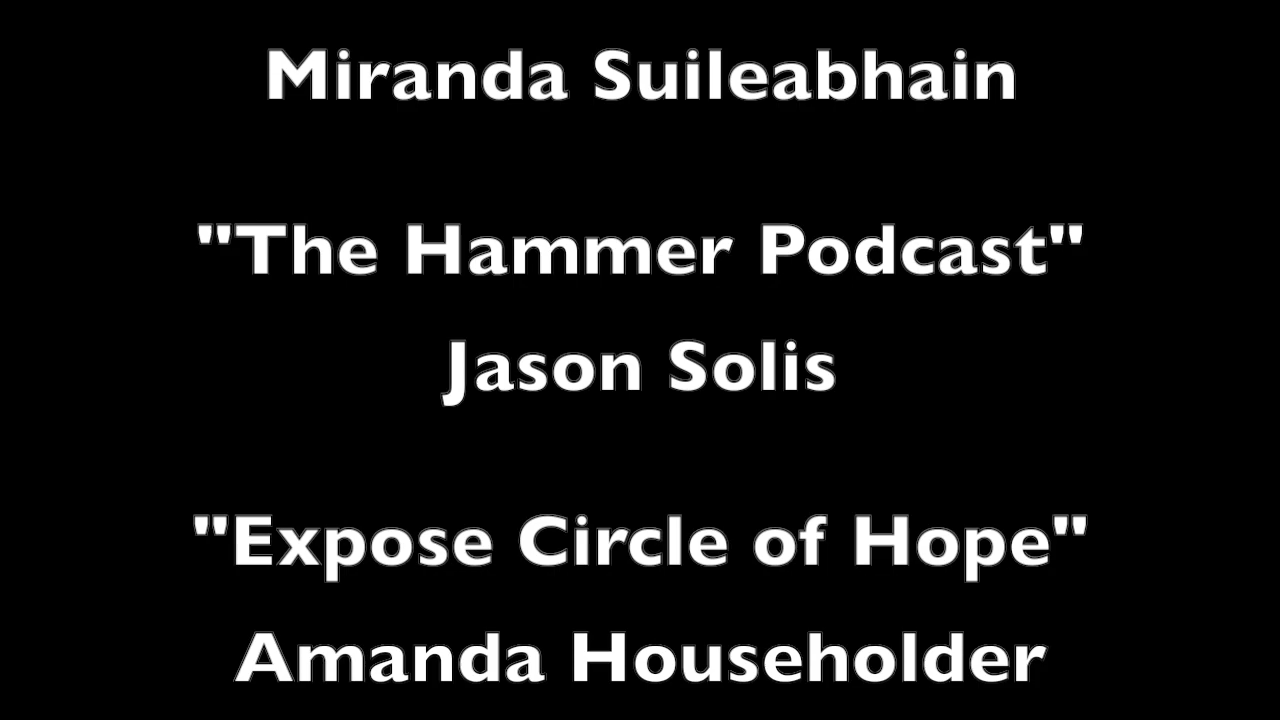 Miranda Suileabhain
"The Hammer Podcast"
Jason Solis
"Expose Circle of Hope"
Amanda Householder